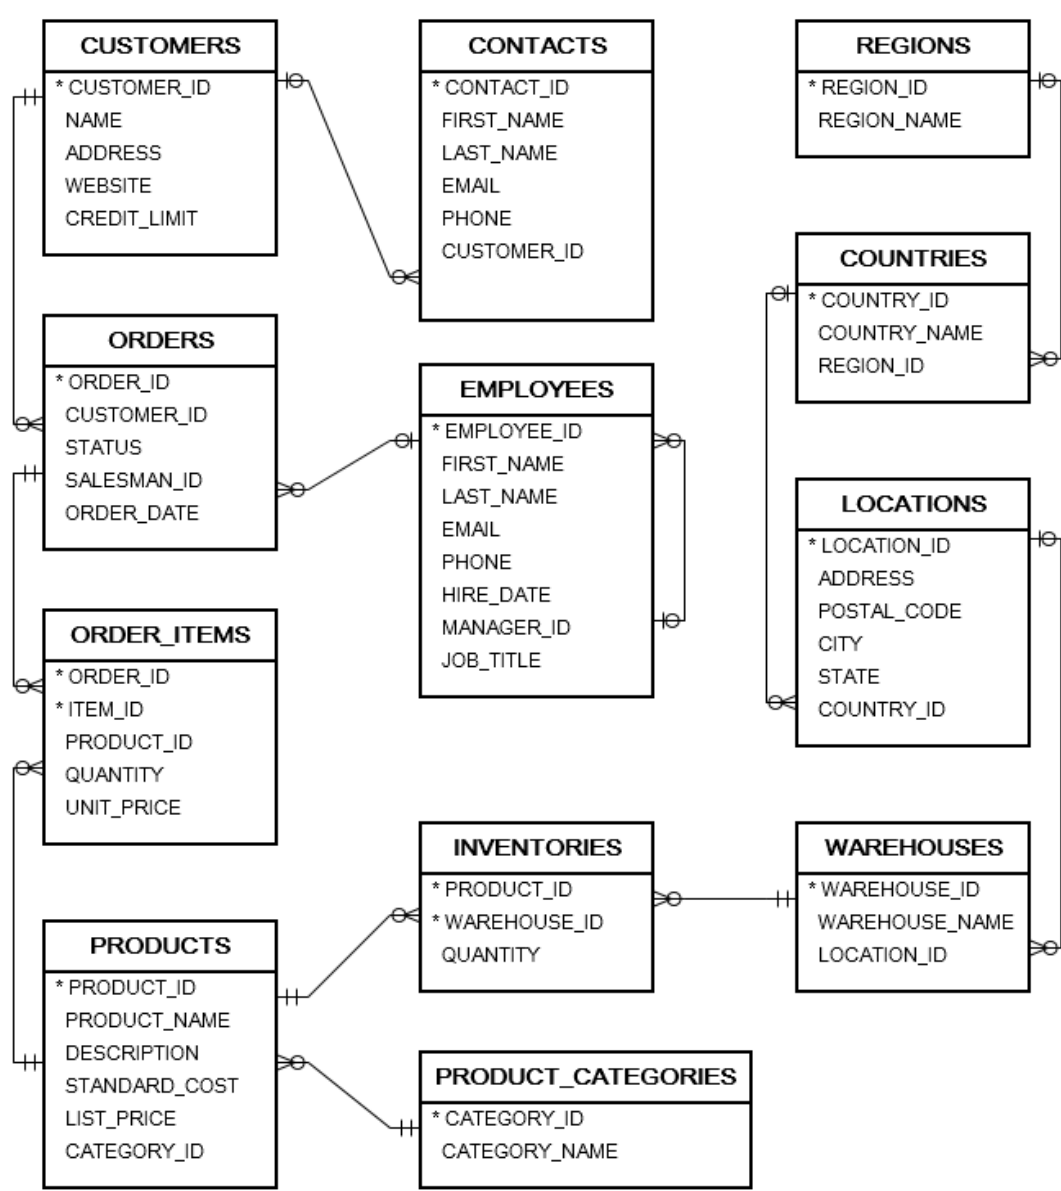 CUSTOMERS
* CUSTOMER_ID
NAME
ADDRESS
WEBSITE
CREDIT_LIMIT
CONTACTS
* CONTACT_ID
FIRST_NAME
LAST_NAME
EMAIL
PHONE
CUSTOMER_ID
REGIONS
* REGION_ID
REGION_NAME
COUNTRIES
* COUNTRY_ID
COUNTRY_NAME
REGION_ID
ORDERS
* ORDER_ID
CUSTOMER_ID
STATUS
SALESMAN_ID
ORDER_DATE
EMPLOYEES
* EMPLOYEE_ID
FIRST_NAME
LAST_NAME
EMAIL
PHONE
HIRE_DATE
MANAGER_ID
JOB_TITLE
LOCATIONS
* LOCATION_ID
ADDRESS
POSTAL_CODE
CITY
STATE
COUNTRY_ID
ORDER_ITEMS
* ORDER_ID
* ITEM_ID
PRODUCT_ID
QUANTITY
UNIT_PRICE
INVENTORIES
* PRODUCT_ID
* WAREHOUSE_ID
QUANTITY
WAREHOUSES
* WAREHOUSE_ID
WAREHOUSE_NAME
LOCATION_ID
PRODUCTS
* PRODUCT_ID
PRODUCT_NAME
DESCRIPTION
STANDARD_COST
LIST_PRICE
CATEGORY_ID
PRODUCT_CATEGORIES
* CATEGORY_ID
CATEGORY_NAME